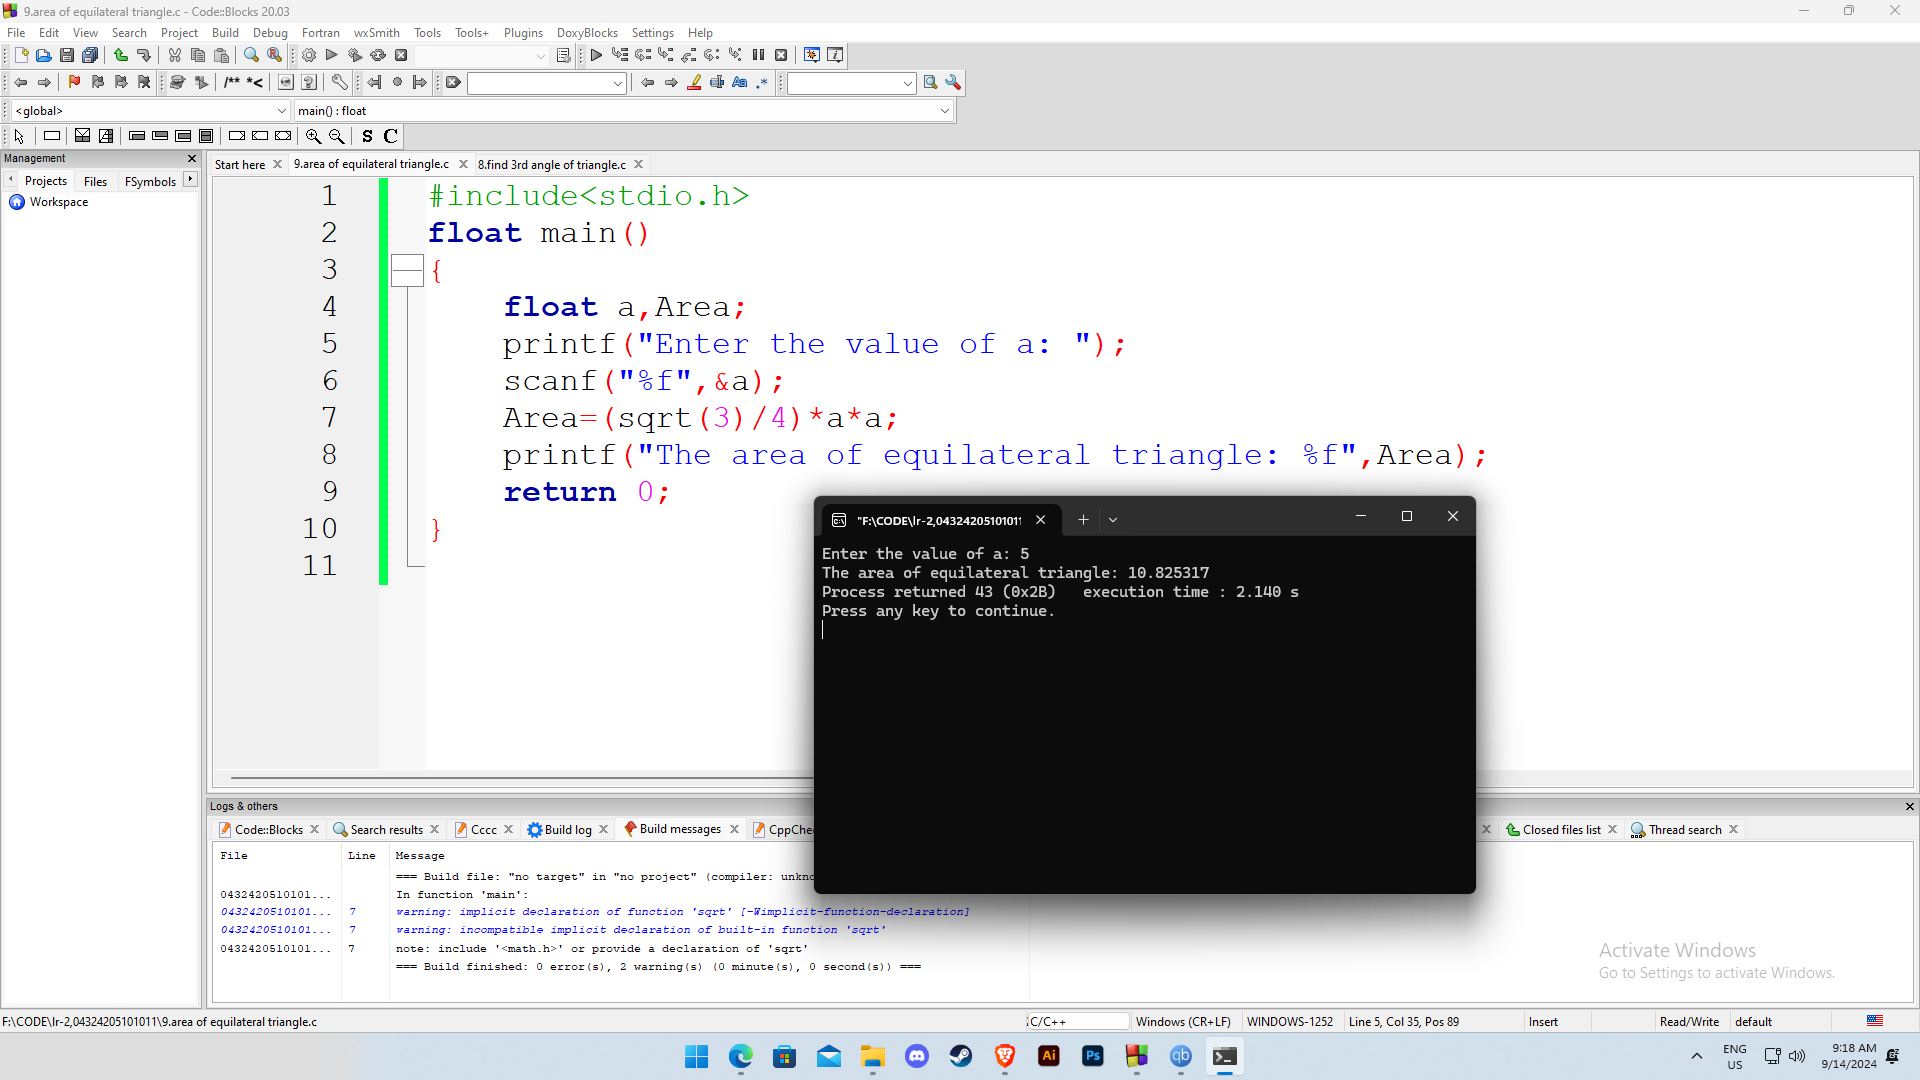 9.area of equilateral triangle.c - Code::Blocks 20.03
File Edit View Search Project Build Debug Fortran wxSmith Tools Tools+ Plugins DoxyBlocks Settings Help
/** *<
Aa .*
<global> main() : float
S C
Management
Projects Files FSymbols
Workspace
Start here 9.area of equilateral triangle.c 8.find 3rd angle of triangle.c
1 #include<stdio.h>
2 float main()
3 {
4 float a,Area;
5 printf("Enter the value of a: ");
6 scanf("%f",&a);
7 Area=(sqrt(3)/4)*a*a;
8 printf("The area of equilateral triangle: %f",Area);
9 return 0;
10 }
11
"F:\CODE\lr-2,04324205101011
Enter the value of a: 5
The area of equilateral triangle: 10.825317
Process returned 43 (0x2B) execution time : 2.140 s
Press any key to continue.
Logs & others
Code::Blocks Search results Cccc Build log Build messages CppChe Closed files list Thread search
File Line Message
=== Build file: "no target" in "no project" (compiler: unkno
0432420510101... In function 'main':
0432420510101... 7 warning: implicit declaration of function 'sqrt' [-Wimplicit-function-declaration]
0432420510101... 7 warning: incompatible implicit declaration of built-in function 'sqrt'
0432420510101... 7 note: include '<math.h>' or provide a declaration of 'sqrt'
=== Build finished: 0 error(s), 2 warning(s) (0 minute(s), 0 second(s)) ===
Activate Windows
Go to Settings to activate Windows.
F:\CODE\lr-2,04324205101011\9.area of equilateral triangle.c C/C++ Windows (CR+LF) WINDOWS-1252 Line 5, Col 35, Pos 89 Insert Read/Write default
Ai Ps qb
ENG
US
9:18 AM
9/14/2024